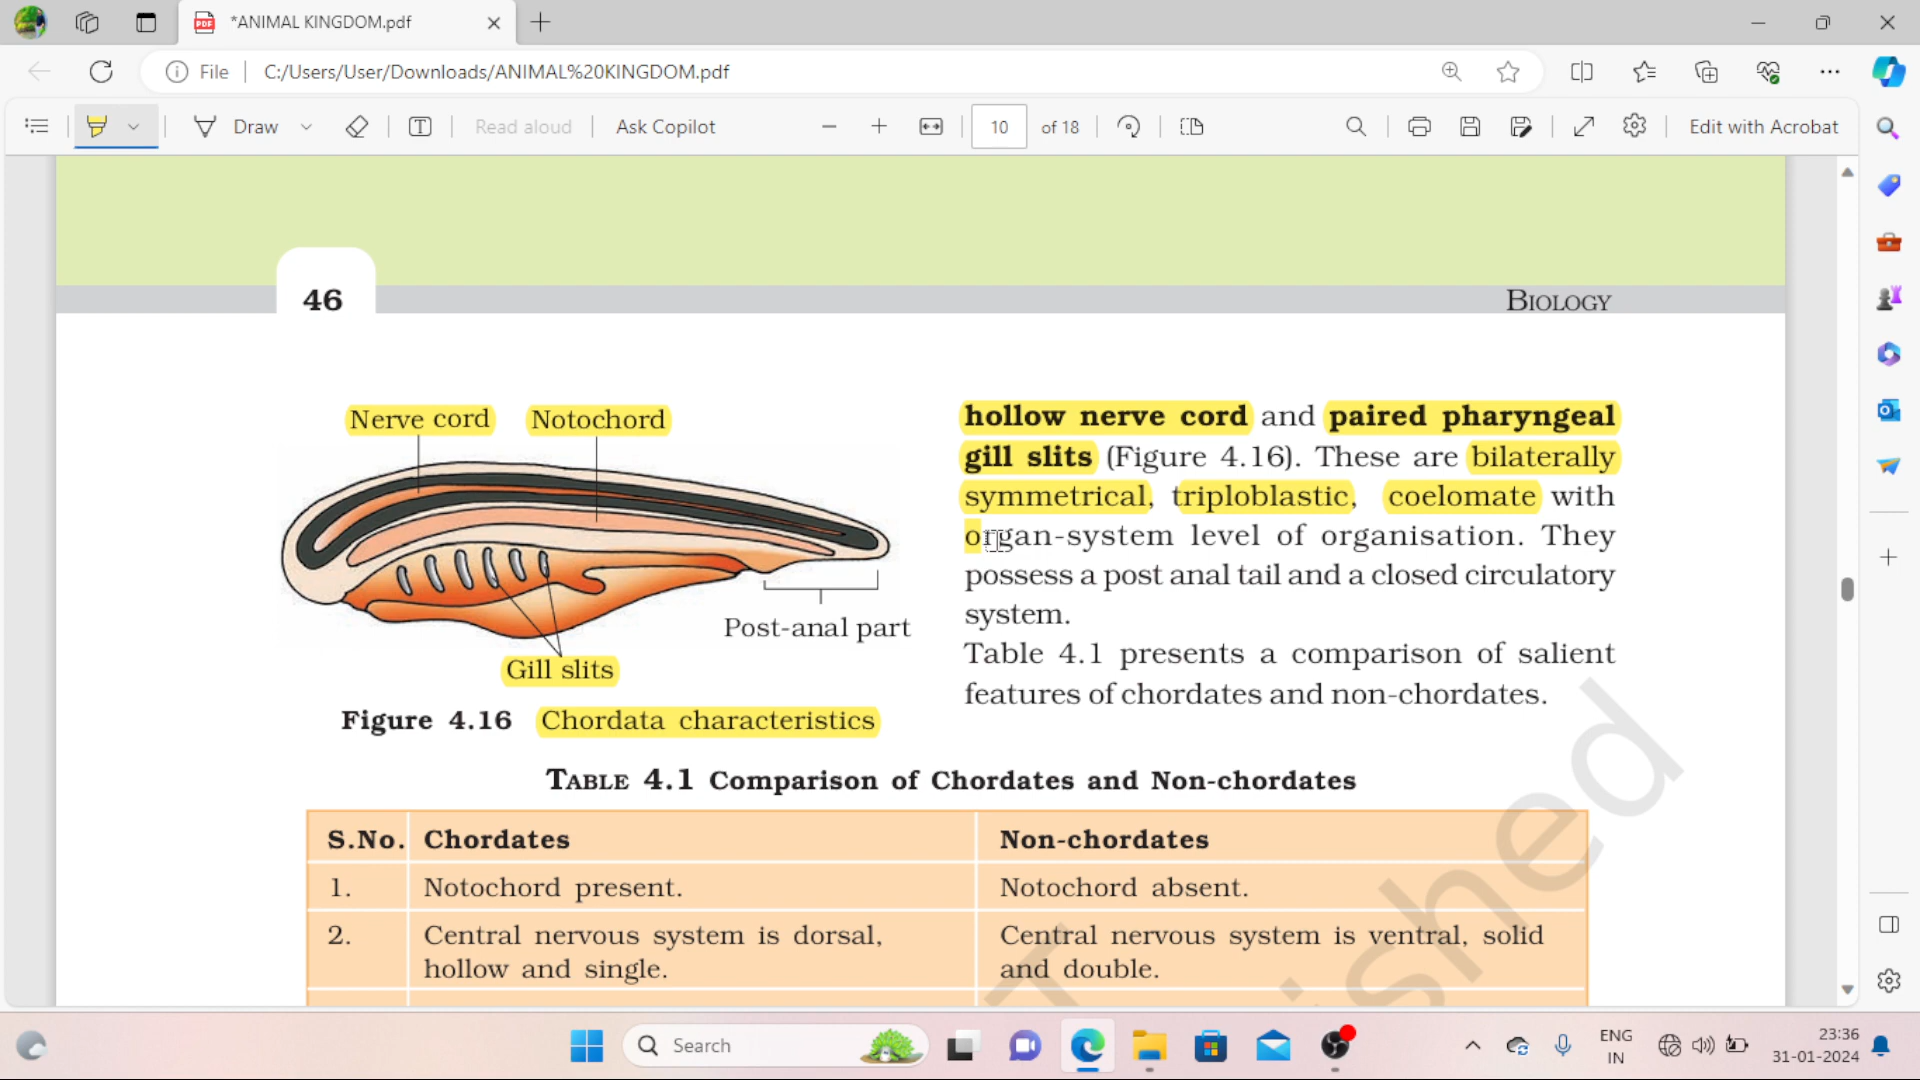 *ANIMAL KINGDOM.pdf
File C:/Users/User/Downloads/ANIMAL%20KINGDOM.pdf
Draw Read aloud Ask Copilot 10 of 18 Edit with Acrobat
46 BIOLOGY
Nerve cord Notochord
Post-anal part
Gill slits
Figure 4.16 Chordata characteristics
hollow nerve cord and paired pharyngeal
gill slits (Figure 4.16). These are bilaterally
symmetrical, triploblastic, coelomate with
organ-system level of organisation. They
possess a post anal tail and a closed circulatory
system.
Table 4.1 presents a comparison of salient
features of chordates and non-chordates.
TABLE 4.1 Comparison of Chordates and Non-chordates
S.No. Chordates Non-chordates
1. Notochord present. Notochord absent.
2. Central nervous system is dorsal, Central nervous system is ventral, solid
hollow and single. and double.
Search
ENG
IN
23:36
31-01-2024